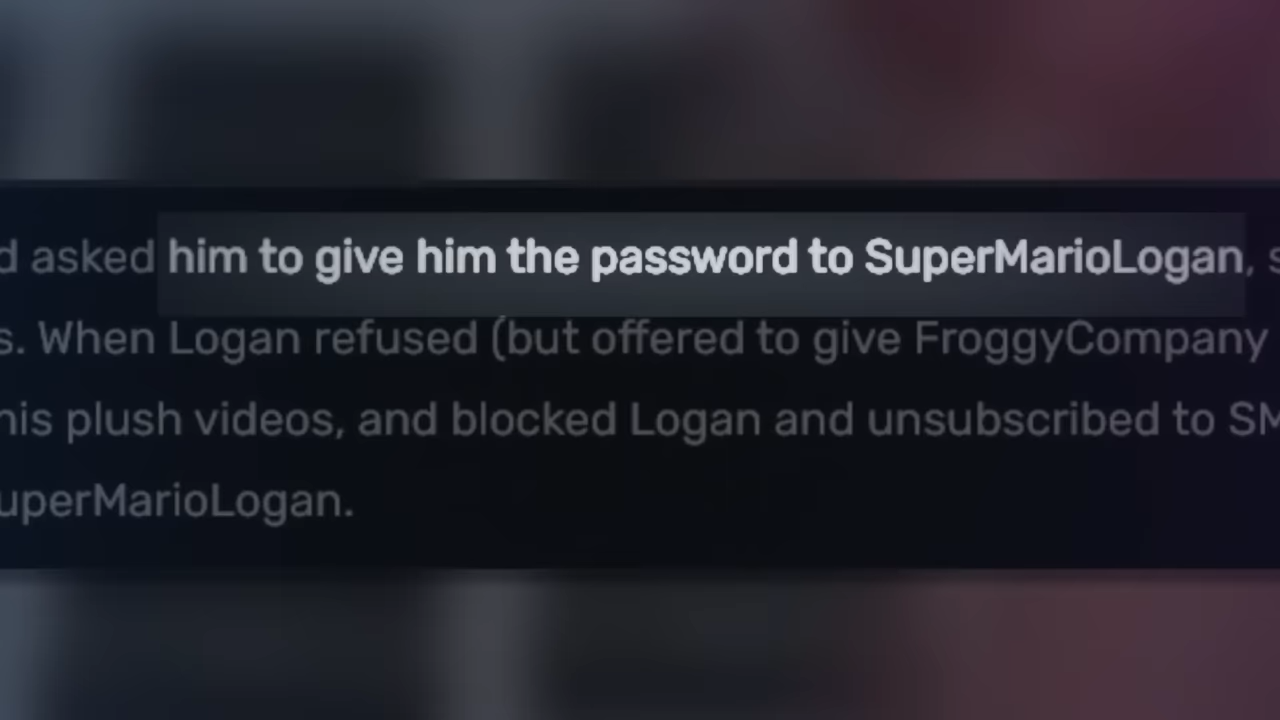 d asked him to give him the password to SuperMarioLogan, s
s. When Logan refused (but offered to give FroggyCompany
his plush videos, and blocked Logan and unsubscribed to SM
uperMarioLogan.